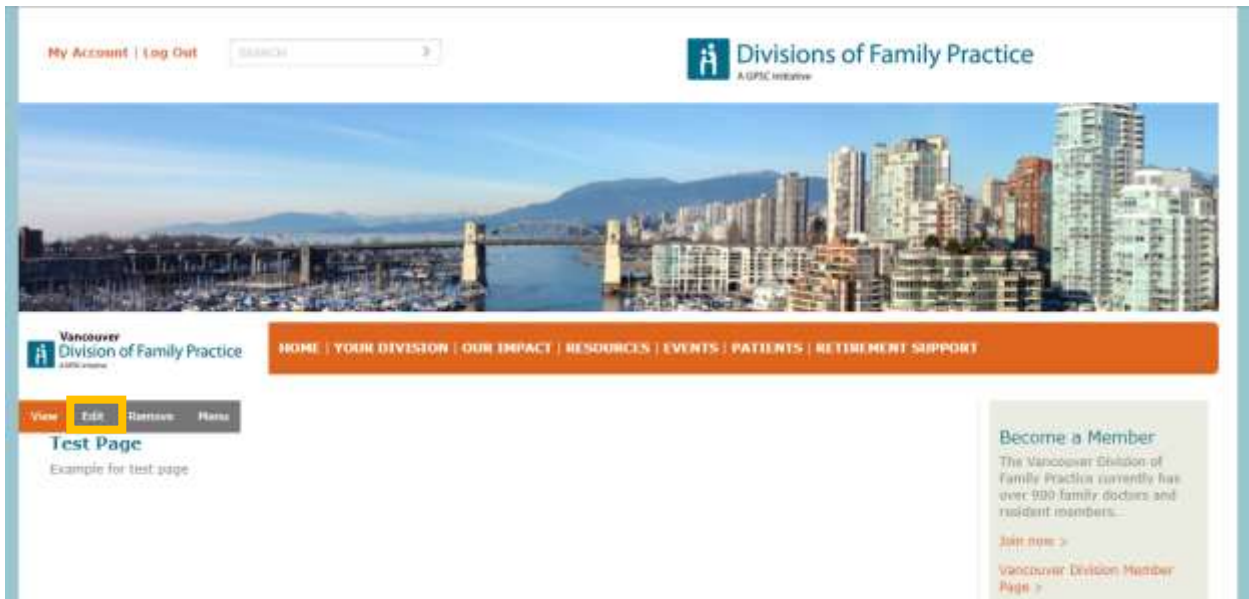 My Account | Log Out
SEARCH
Divisions of Family Practice
A GPSC initiative
Vancouver
Division of Family Practice
A GPSC initiative
HOME | YOUR DIVISION | OUR IMPACT | RESOURCES | EVENTS | PATIENTS | RETIREMENT SUPPORT
View Edit Remove Menu
Test Page
Example for test page
Become a Member
The Vancouver Division of
Family Practice currently has
over 900 family doctors and
resident members...
Join now >
Vancouver Division Member
Page >